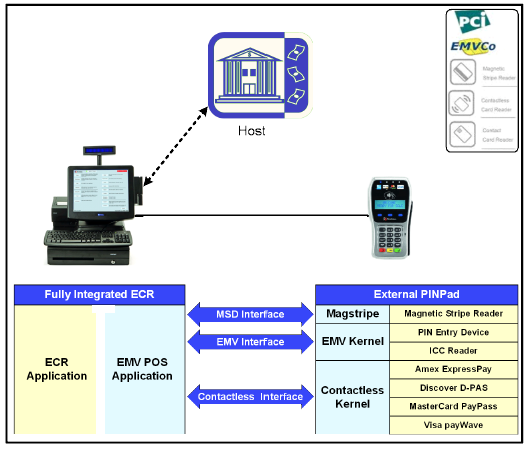 PCI
EMVCo
Magnetic
Stripe Reader
Contactless
Card Reader
Contact
Card Reader
Host
Fully Integrated ECR
ECR
Application
EMV POS
Application
MSD Interface
EMV Interface
Contactless Interface
External PINPad
Magstripe
Magnetic Stripe Reader
EMV Kernel
PIN Entry Device
ICC Reader
Contactless
Kernel
Amex ExpressPay
Discover D-PAS
MasterCard PayPass
Visa payWave